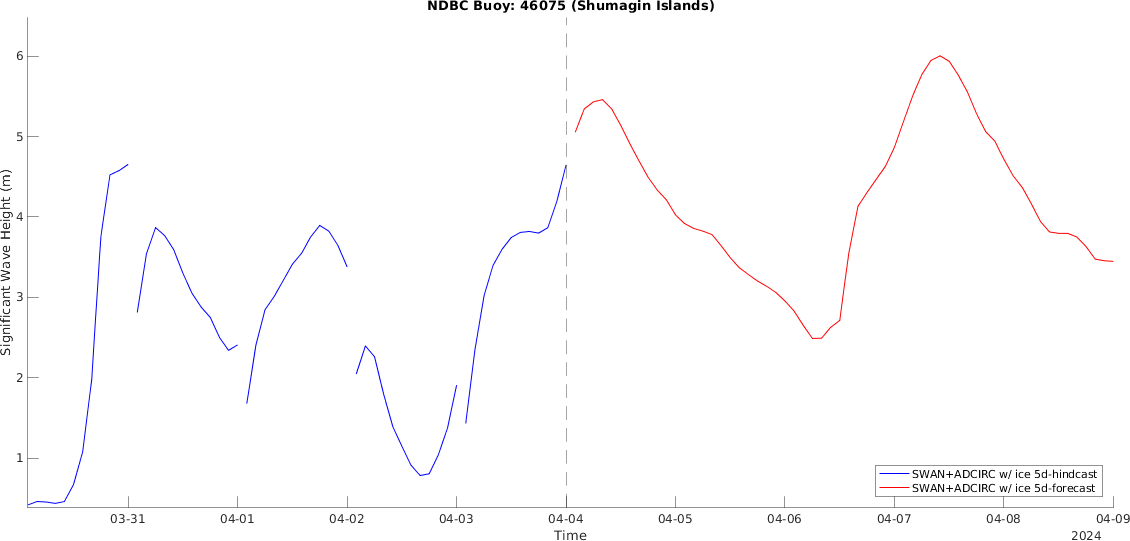 NDBC Buoy: 46075 (Shumagin Islands)
Significant Wave Height (m)
6
5
4
3
2
1
SWAN+ADCIRC w/ ice 5d-hindcast
SWAN+ADCIRC w/ ice 5d-forecast
03-31 04-01 04-02 04-03 04-04 04-05 04-06 04-07 04-08 04-09
Time
2024